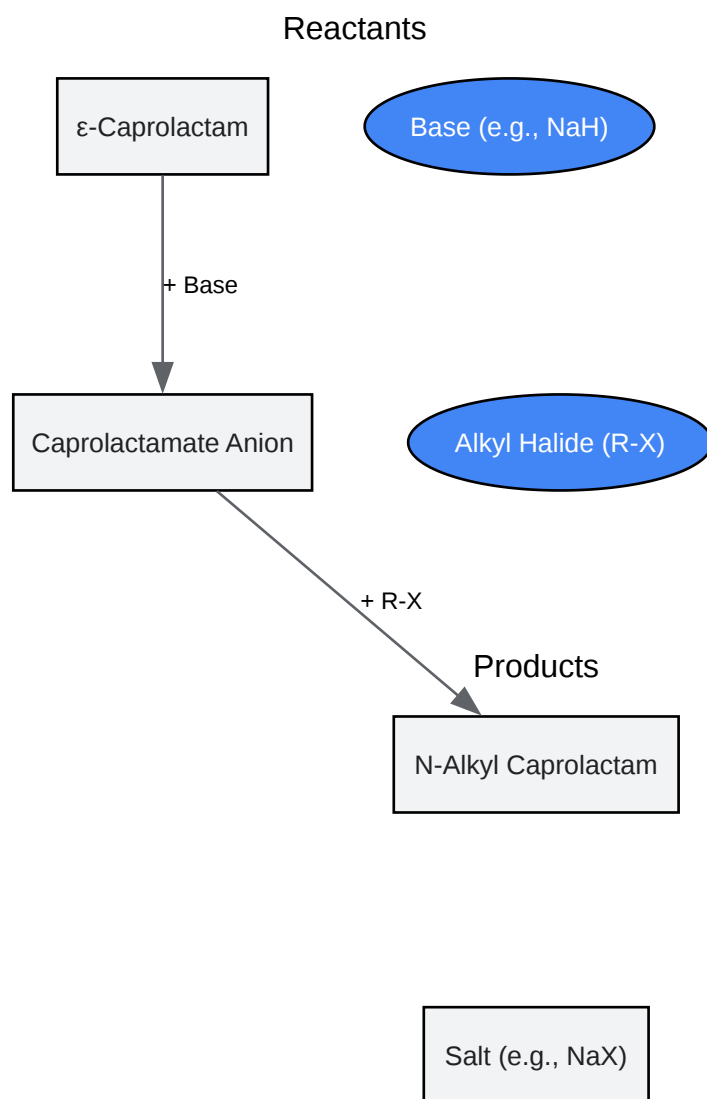 Reactants
ε-Caprolactam
Base (e.g., NaH)
+ Base
Caprolactamate Anion
Alkyl Halide (R-X)
+ R-X
Products
N-Alkyl Caprolactam
Salt (e.g., NaX)